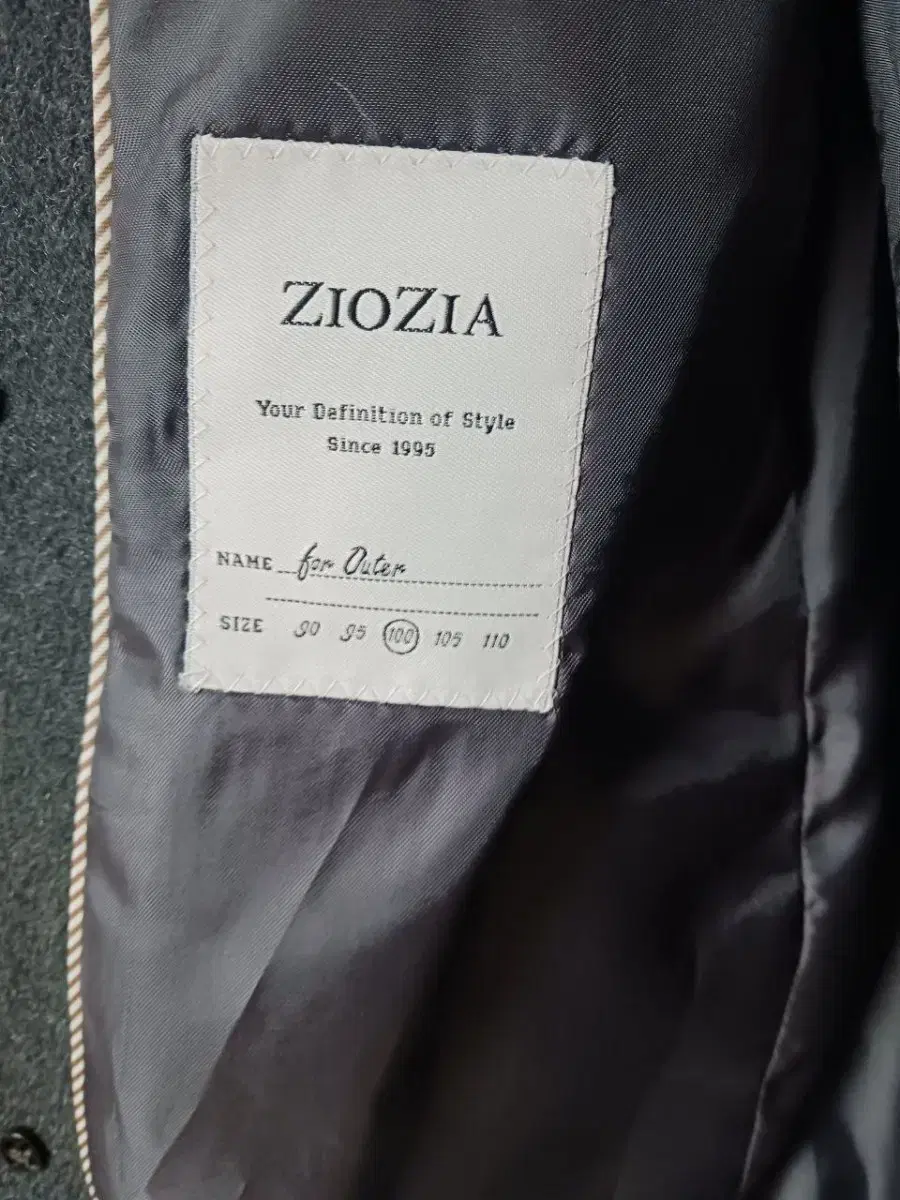 ZIOZIA
Your Definition of Style
Since 1995
NAME for Outer
SIZE 90 95 100 105 110